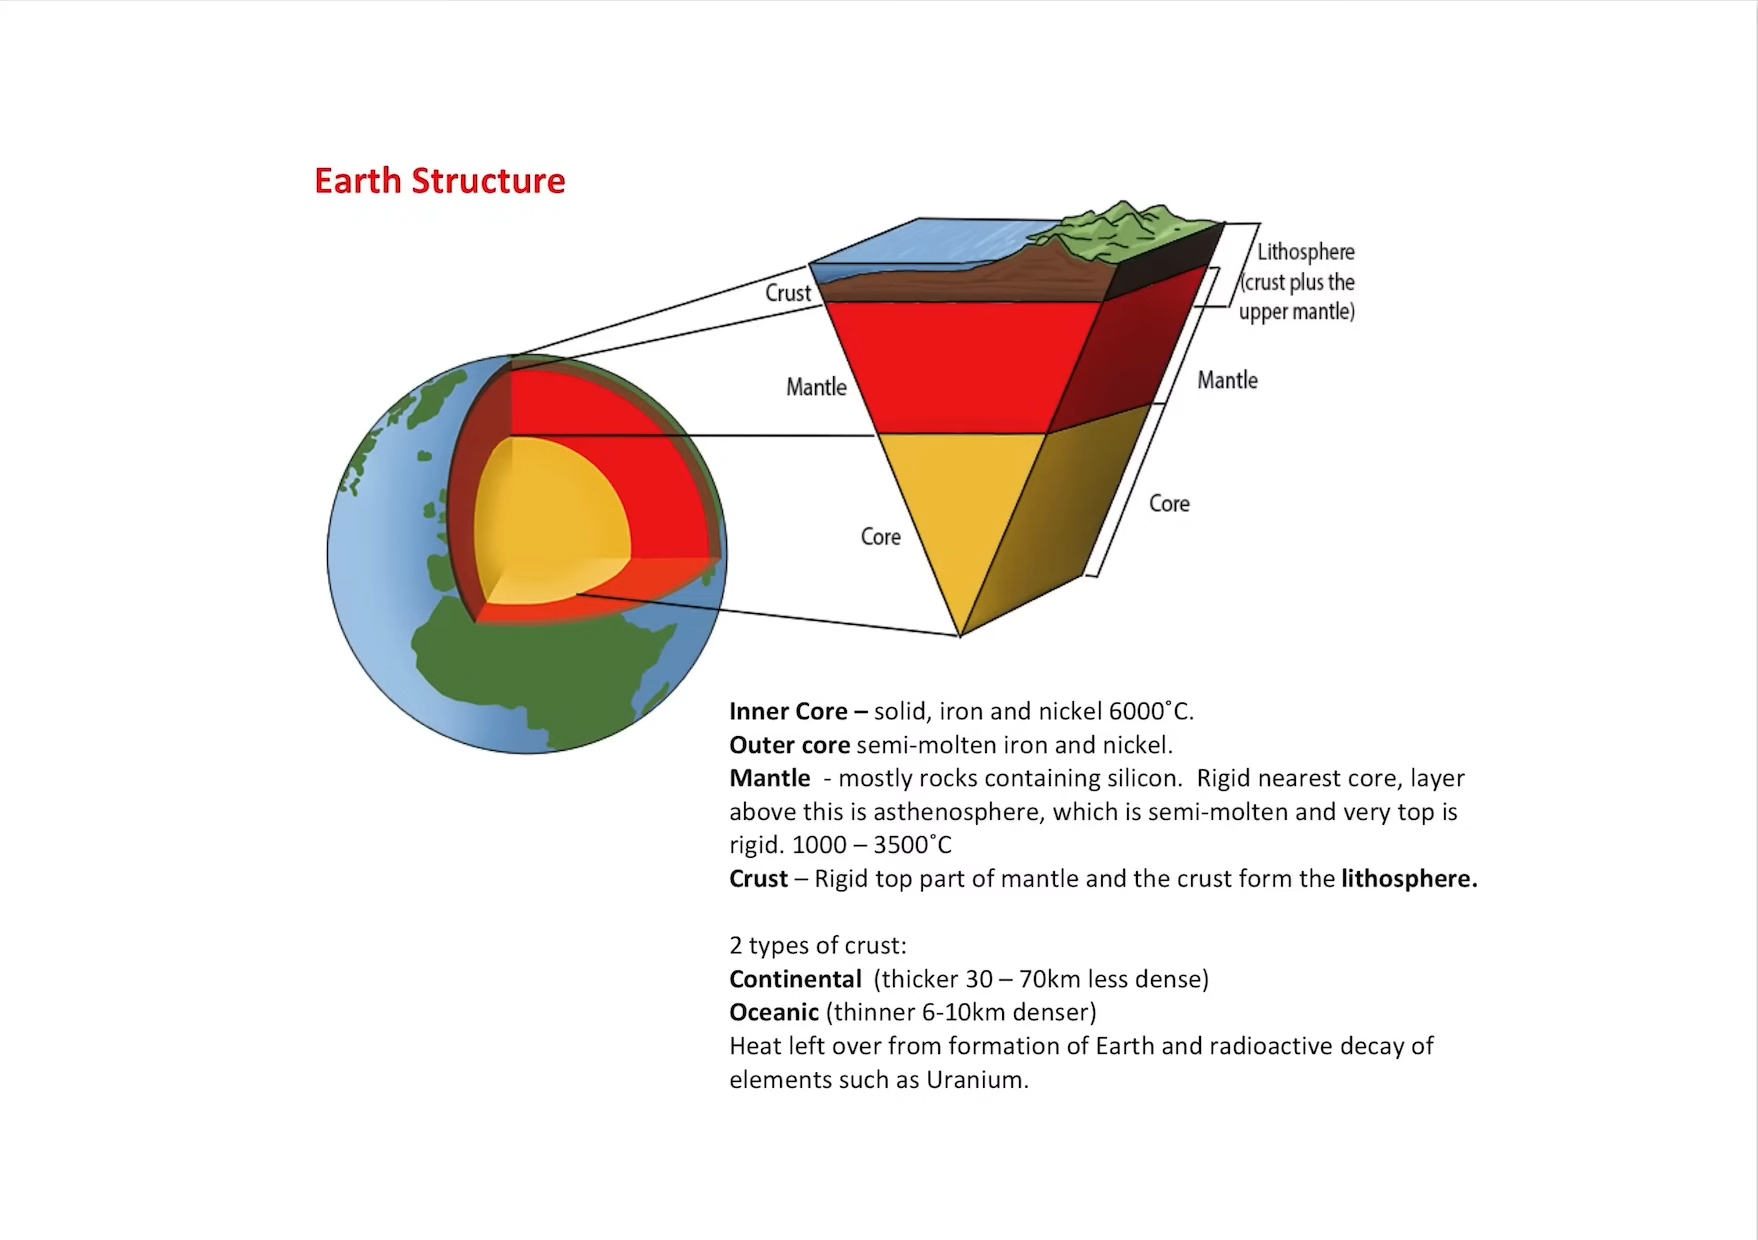 Earth Structure
Lithosphere
(crust plus the
upper mantle)
Crust
Mantle
Mantle
Core
Core
Inner Core – solid, iron and nickel 6000˚C.
Outer core semi-molten iron and nickel.
Mantle - mostly rocks containing silicon. Rigid nearest core, layer
above this is asthenosphere, which is semi-molten and very top is
rigid. 1000 – 3500˚C
Crust – Rigid top part of mantle and the crust form the lithosphere.
2 types of crust:
Continental (thicker 30 – 70km less dense)
Oceanic (thinner 6-10km denser)
Heat left over from formation of Earth and radioactive decay of
elements such as Uranium.